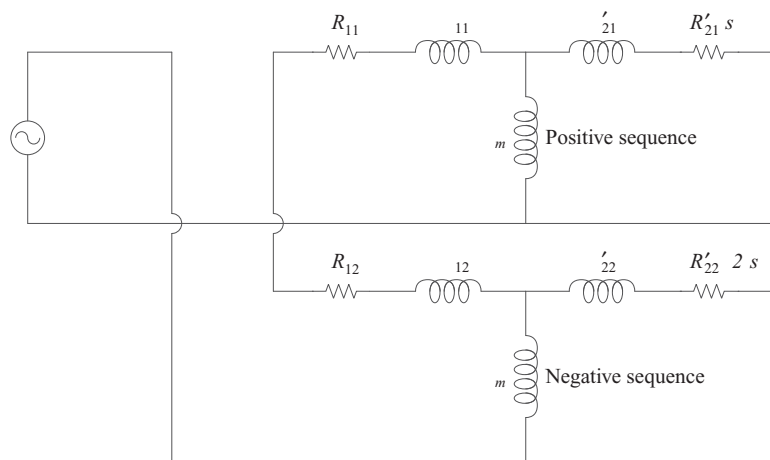 R11 11 ′21 R′21 s
m Positive sequence
R12 12 ′22 R′22 2 s
m Negative sequence